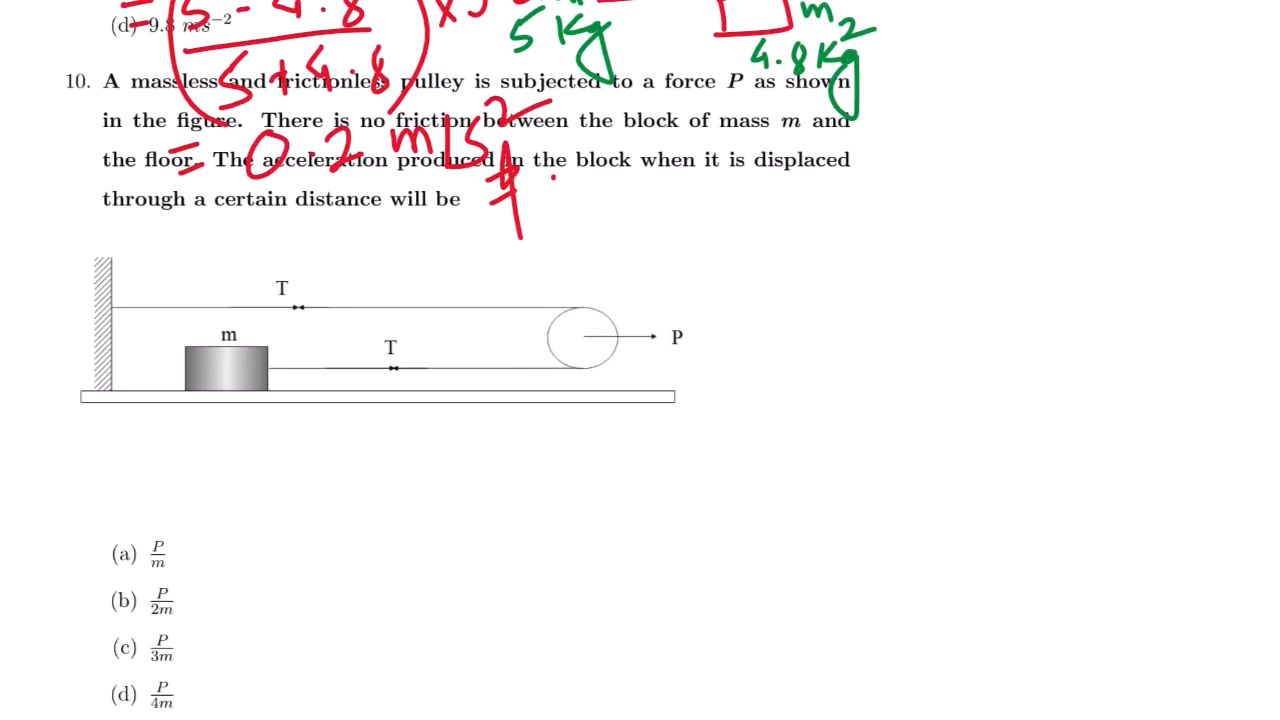 (d) 9.8 ms⁻²
= (5 - 4.8 / 5 + 4.8) ×
5 Kg
m2
4.8 Kg
= 0.2 m/s²
10. A massless and frictionless pulley is subjected to a force P as shown
in the figure. There is no friction between the block of mass m and
the floor. The acceleration produced in the block when it is displaced
through a certain distance will be
T
m
T
P
(a) P/m
(b) P/2m
(c) P/3m
(d) P/4m